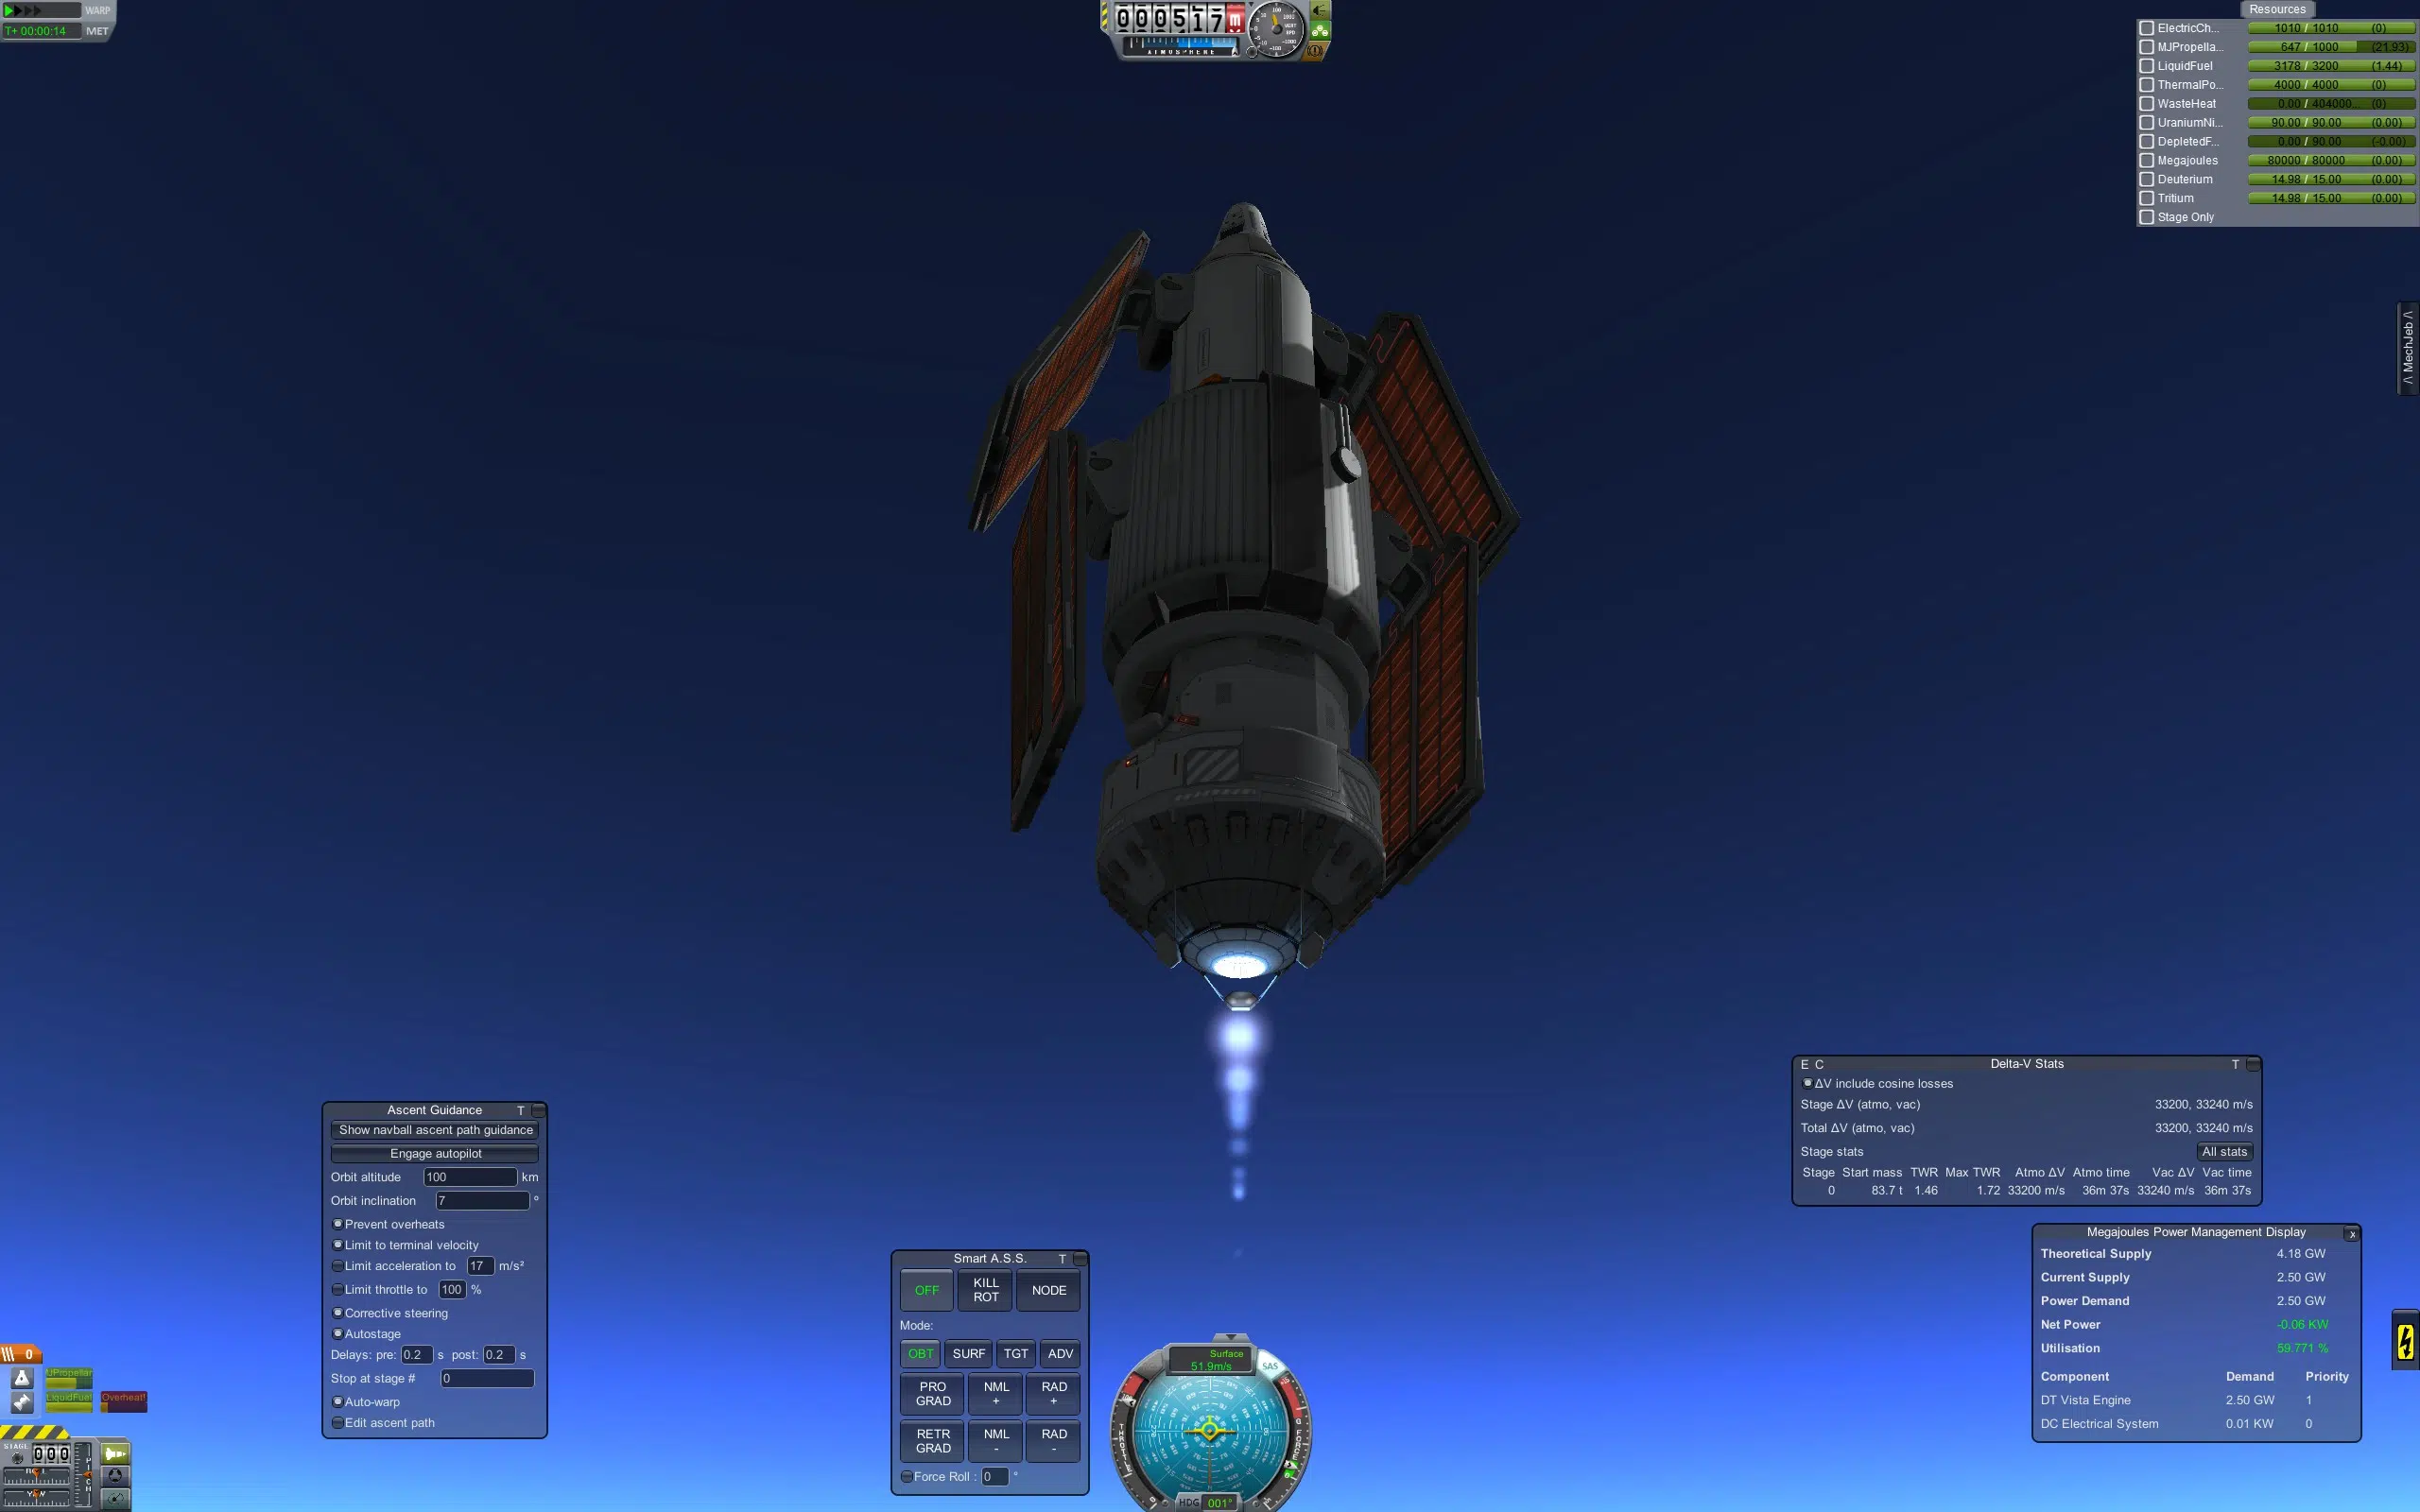 WARP
T+ 00:00:14 MET
000517 m
ATMOSPHERE
Resources
ElectricCh... 1010 / 1010 (0)
MJPropella... 647 / 1000 (21.93)
LiquidFuel 3178 / 3200 (1.44)
ThermalPo... 4000 / 4000 (0)
WasteHeat 0.00 / 404000... (0)
UraniumNi... 90.00 / 90.00 (0.00)
DepletedF... 0.00 / 90.00 (-0.00)
Megajoules 80000 / 80000 (0.00)
Deuterium 14.98 / 15.00 (0.00)
Tritium 14.98 / 15.00 (0.00)
Stage Only
/\ MechJeb /\
E C Delta-V Stats T
ΔV include cosine losses
Stage ΔV (atmo, vac) 33200, 33240 m/s
Total ΔV (atmo, vac) 33200, 33240 m/s
Stage stats All stats
Stage Start mass TWR Max TWR Atmo ΔV Atmo time Vac ΔV Vac time
0 83.7 t 1.46 1.72 33200 m/s 36m 37s 33240 m/s 36m 37s
Ascent Guidance T
Show navball ascent path guidance
Engage autopilot
Orbit altitude 100 km
Orbit inclination 7 °
Prevent overheats
Limit to terminal velocity
Limit acceleration to 17 m/s²
Limit throttle to 100 %
Corrective steering
Autostage
Delays: pre: 0.2 s post: 0.2 s
Stop at stage # 0
Auto-warp
Edit ascent path
Megajoules Power Management Display x
Theoretical Supply 4.18 GW
Current Supply 2.50 GW
Power Demand 2.50 GW
Net Power -0.06 KW
Utilisation 59.771 %
Component Demand Priority
DT Vista Engine 2.50 GW 1
DC Electrical System 0.01 KW 0
Smart A.S.S. T
OFF KILL ROT NODE
Mode:
OBT SURF TGT ADV
PRO GRAD NML + RAD +
RETR GRAD NML - RAD -
Force Roll : 0 °
Surface
51.9m/s
SAS
HDG 001°
0
LiquidFuel Overheat!
STAGE 000
ROLL
YAW
PITCH